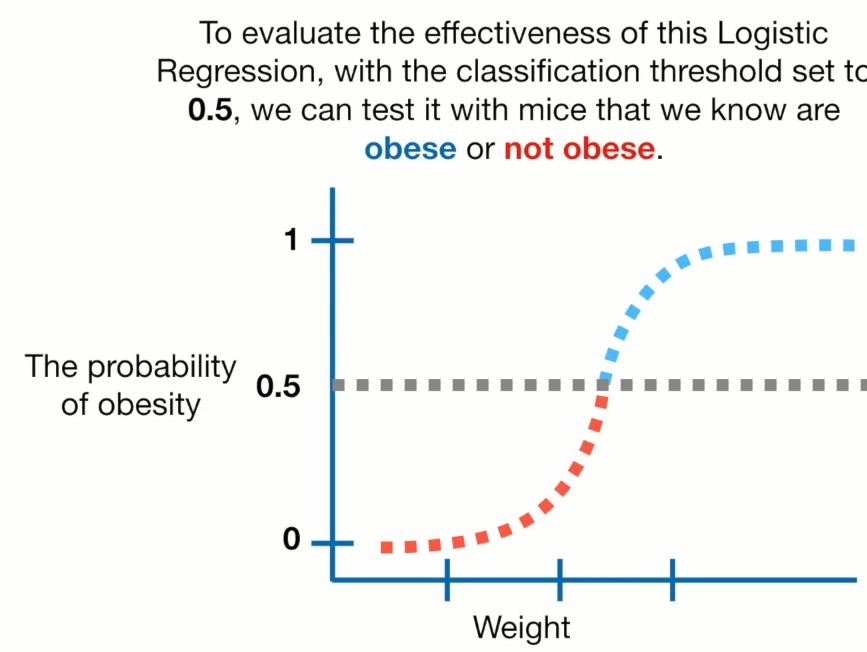 To evaluate the effectiveness of this Logistic
Regression, with the classification threshold set to
0.5, we can test it with mice that we know are
obese or not obese.
1
The probability
of obesity
0.5
0
Weight